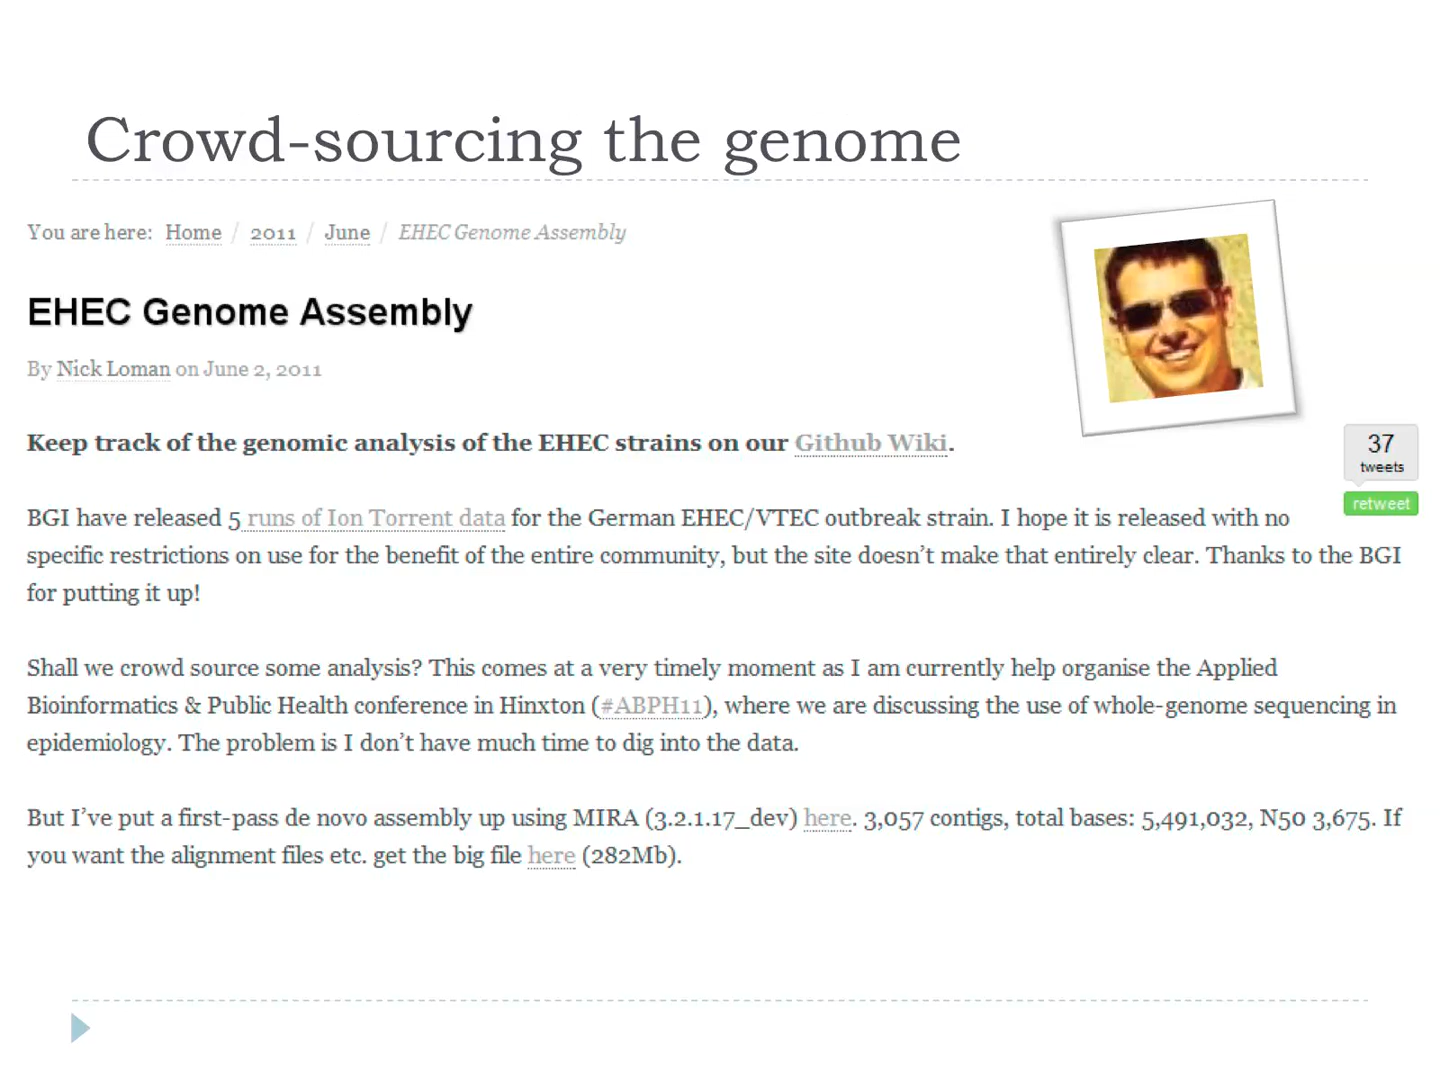 Crowd-sourcing the genome
You are here: Home / 2011 / June / EHEC Genome Assembly
EHEC Genome Assembly
By Nick Loman on June 2, 2011
Keep track of the genomic analysis of the EHEC strains on our Github Wiki.
37
tweets
retweet
BGI have released 5 runs of Ion Torrent data for the German EHEC/VTEC outbreak strain. I hope it is released with no
specific restrictions on use for the benefit of the entire community, but the site doesn't make that entirely clear. Thanks to the BGI
for putting it up!
Shall we crowd source some analysis? This comes at a very timely moment as I am currently help organise the Applied
Bioinformatics & Public Health conference in Hinxton (#ABPH11), where we are discussing the use of whole-genome sequencing in
epidemiology. The problem is I don't have much time to dig into the data.
But I've put a first-pass de novo assembly up using MIRA (3.2.1.17_dev) here. 3,057 contigs, total bases: 5,491,032, N50 3,675. If
you want the alignment files etc. get the big file here (282Mb).